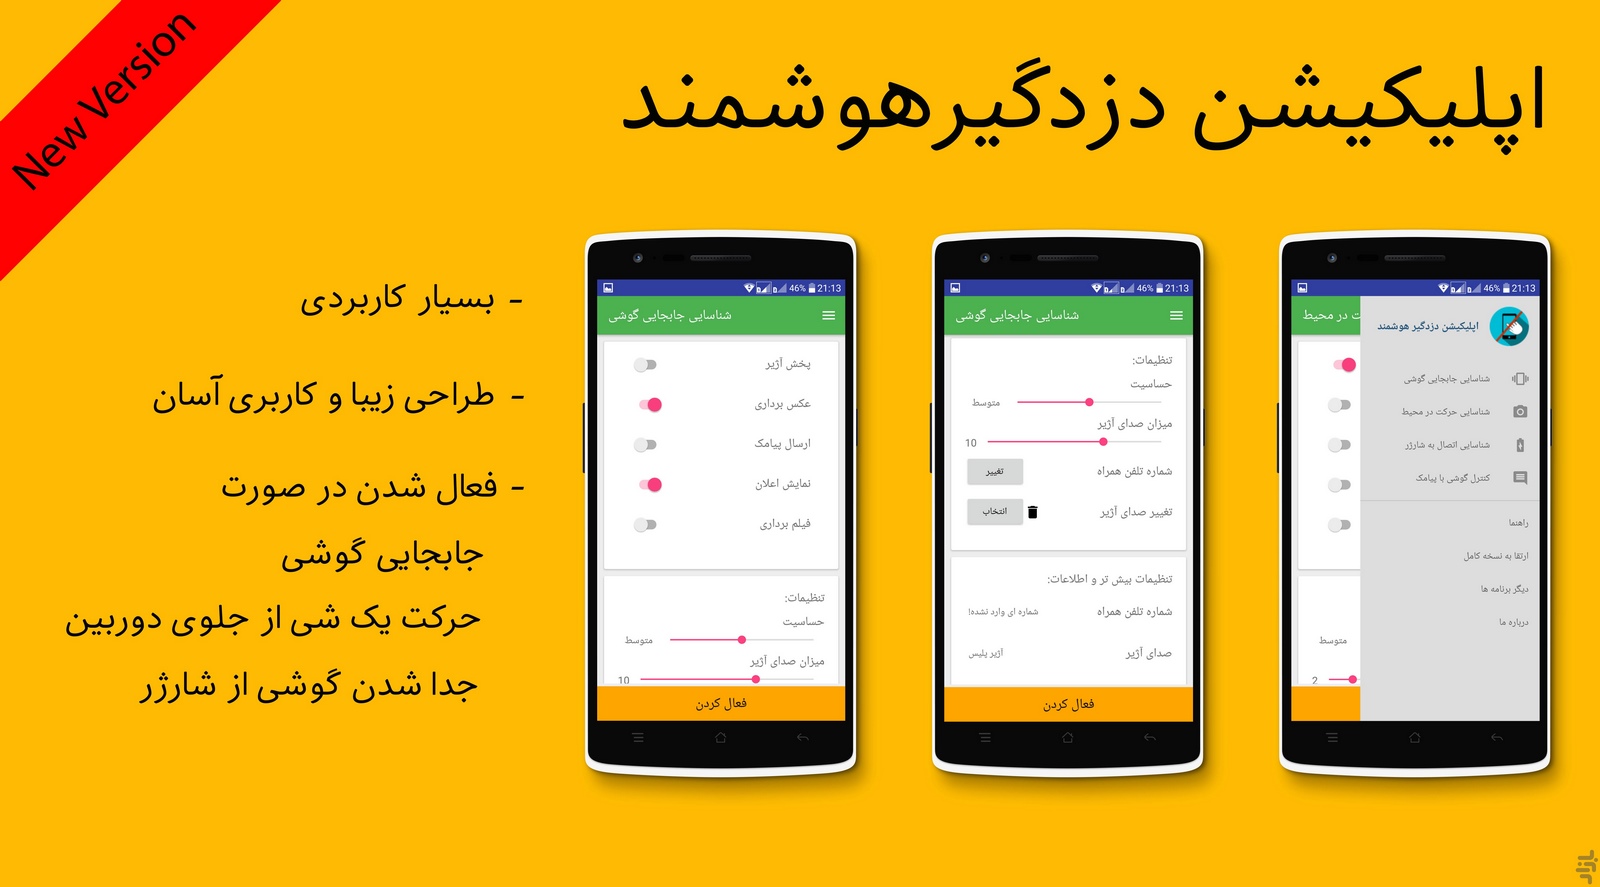 New Version
اپلیکیشن دزدگیرهوشمند
- بسیار کاربردی
- طراحی زیبا و کاربری آسان
- فعال شدن در صورت
جابجایی گوشی
حرکت یک شی از جلوی دوربین
جدا شدن گوشی از شارژر
46% 21:13
شناسایی جابجایی گوشی
پخش آژیر
عکس برداری
ارسال پیامک
نمایش اعلان
فیلم برداری
تنظیمات:
حساسیت
متوسط
میزان صدای آژیر
10
فعال کردن
46% 21:13
شناسایی جابجایی گوشی
تنظیمات:
حساسیت
متوسط
میزان صدای آژیر
10
شماره تلفن همراه
تغییر
تغییر صدای آژیر
انتخاب
تنظیمات بیش تر و اطلاعات:
شماره تلفن همراه
شماره ای وارد نشده!
صدای آژیر
آژیر پلیس
فعال کردن
46% 21:13
ت در محیط
اپلیکیشن دزدگیر هوشمند
شناسایی جابجایی گوشی
شناسایی حرکت در محیط
شناسایی اتصال به شارژر
کنترل گوشی با پیامک
راهنما
ارتقا به نسخه کامل
دیگر برنامه ها
درباره ما
متوسط
2
بازار